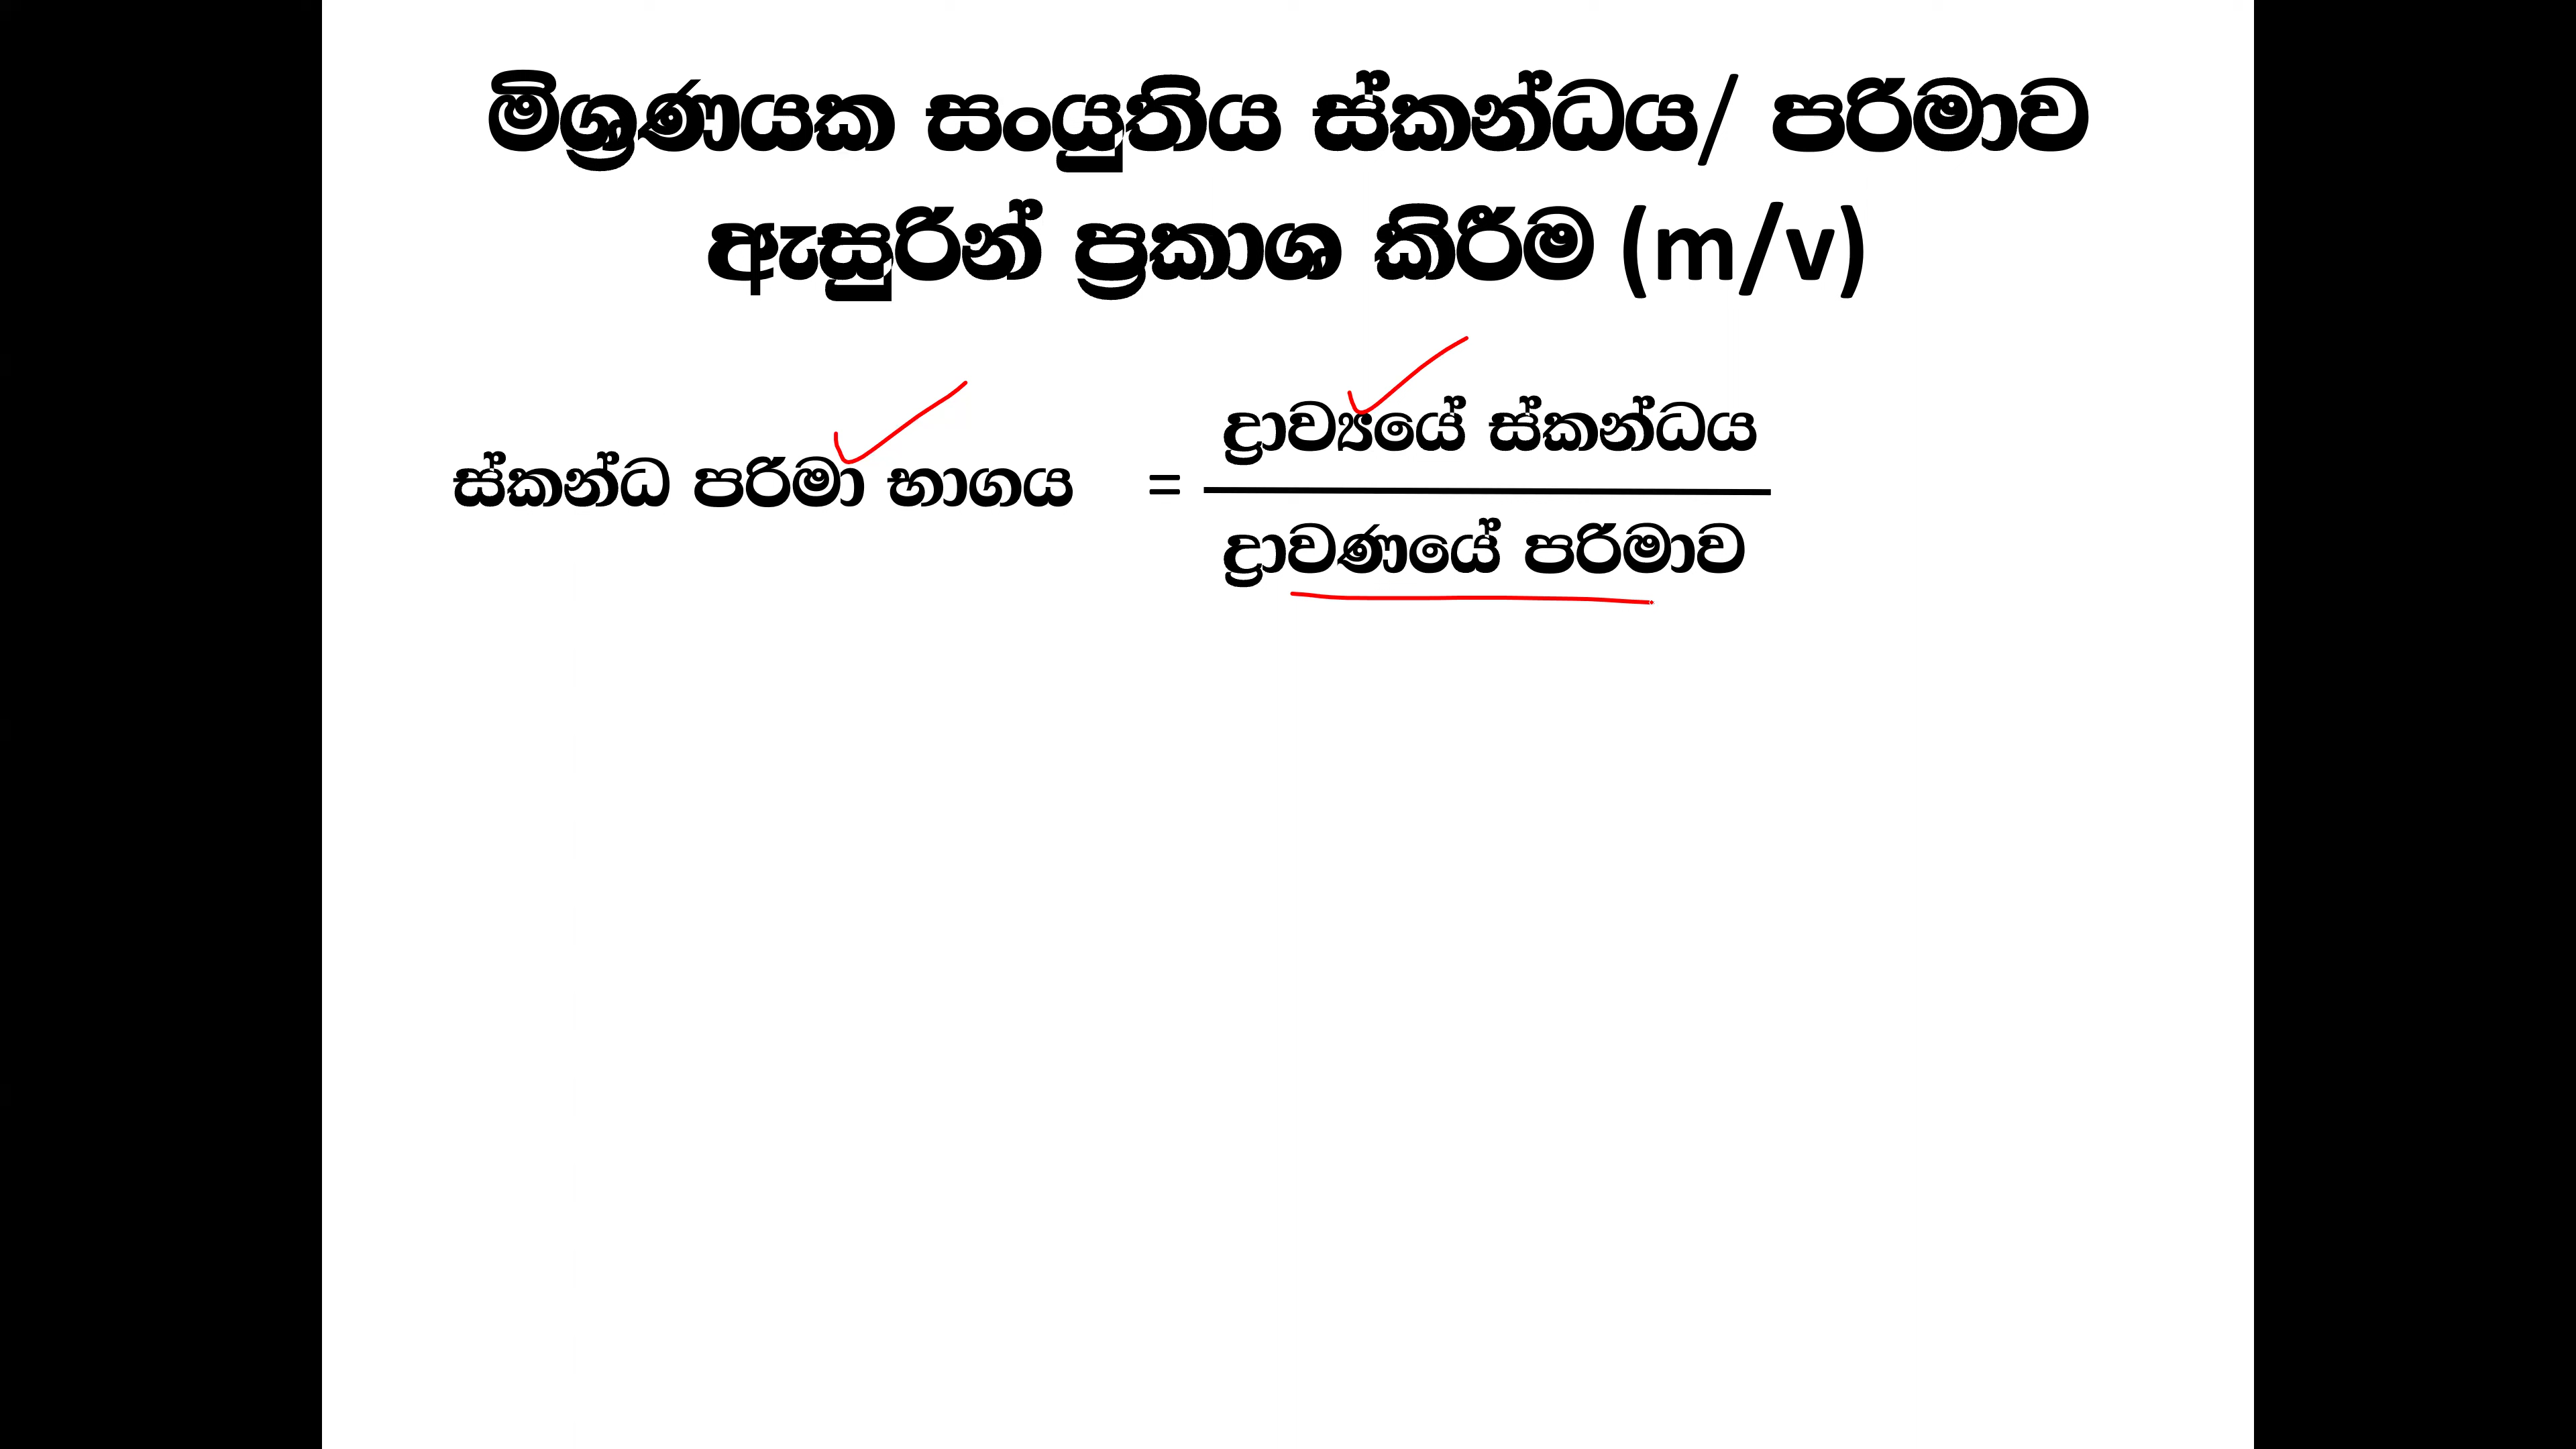 මිශ්‍රණයක සංයුතිය ස්කන්ධය/ පරිමාව
ඇසුරින් ප්‍රකාශ කිරීම (m/v)
ද්‍රාව්‍යයේ ස්කන්ධය
ස්කන්ධ පරිමා භාගය =
ද්‍රාවණයේ පරිමාව